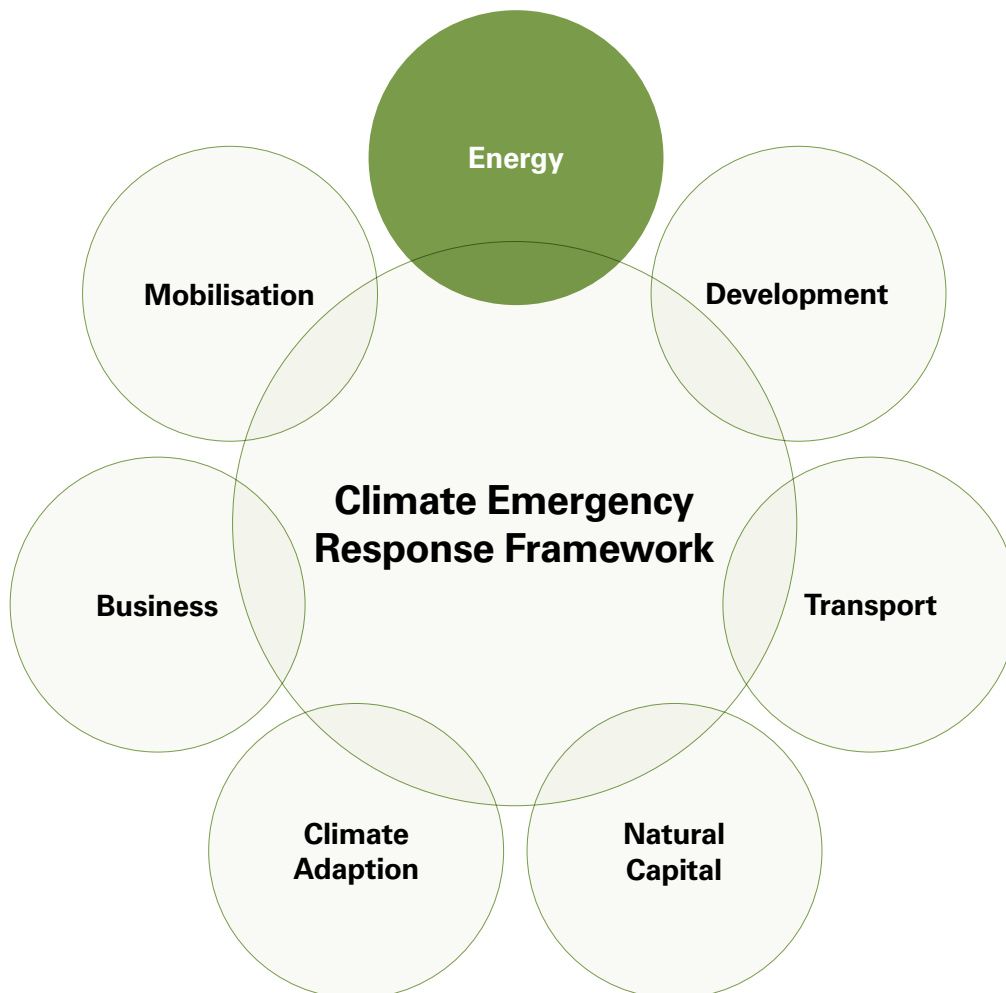 Energy
Mobilisation
Development
Climate Emergency
Response Framework
Business
Transport
Climate
Adaption
Natural
Capital